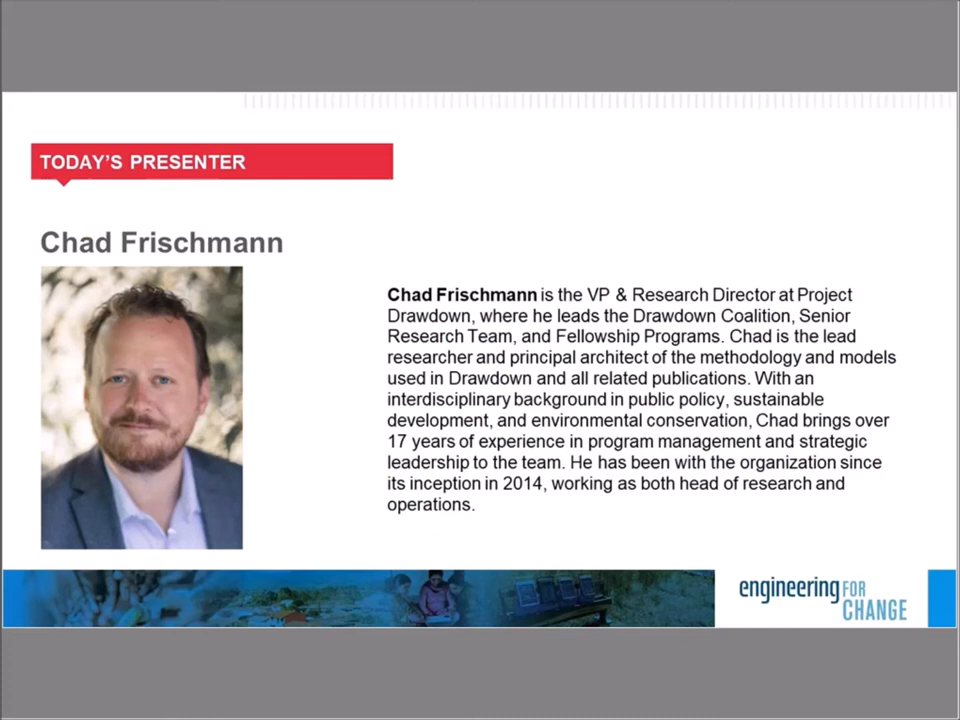 TODAY'S PRESENTER
Chad Frischmann
Chad Frischmann is the VP & Research Director at Project
Drawdown, where he leads the Drawdown Coalition, Senior
Research Team, and Fellowship Programs. Chad is the lead
researcher and principal architect of the methodology and models
used in Drawdown and all related publications. With an
interdisciplinary background in public policy, sustainable
development, and environmental conservation, Chad brings over
17 years of experience in program management and strategic
leadership to the team. He has been with the organization since
its inception in 2014, working as both head of research and
operations.
engineering FOR
CHANGE